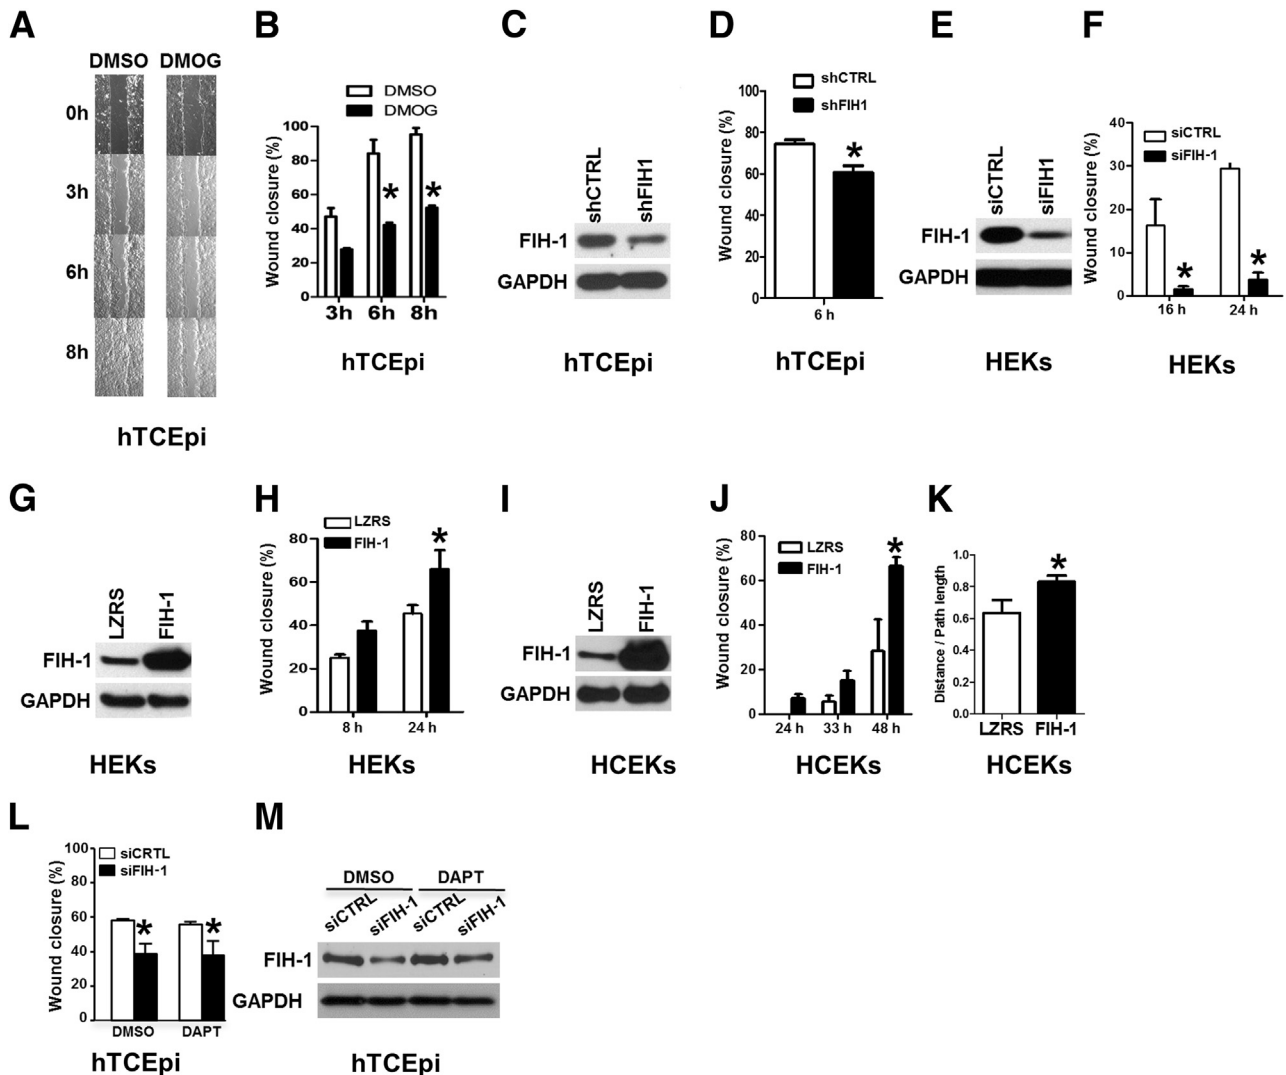 A
DMSO DMOG
0h
3h
6h
8h
hTCEpi
B
DMSO
DMOG
Wound closure (%)
100
80
60
40
20
0
3h 6h 8h
hTCEpi
C
shCTRL
shFIH1
FIH-1
GAPDH
hTCEpi
D
shCTRL
shFIH1
Wound closure (%)
100
80
60
40
20
0
*
6 h
hTCEpi
E
siCTRL
siFIH1
FIH-1
GAPDH
HEKs
F
siCTRL
siFIH-1
Wound closure (%)
40
30
20
10
0
* *
16 h 24 h
HEKs
G
LZRS
FIH-1
FIH-1
GAPDH
HEKs
H
LZRS
FIH-1
Wound closure (%)
80
60
40
20
0
*
8 h 24 h
HEKs
I
LZRS
FIH-1
FIH-1
GAPDH
HCEKs
J
LZRS
FIH-1
Wound closure (%)
80
60
40
20
0
*
24 h 33 h 48 h
HCEKs
K
Distance / Path length
1.0
0.8
0.6
0.4
0.2
0.0
*
LZRS FIH-1
HCEKs
L
siCRTL
siFIH-1
Wound closure (%)
100
80
60
40
20
0
* *
DMSO DAPT
hTCEpi
M
DMSO DAPT
siCTRL siFIH-1 siCTRL siFIH-1
FIH-1
GAPDH
hTCEpi